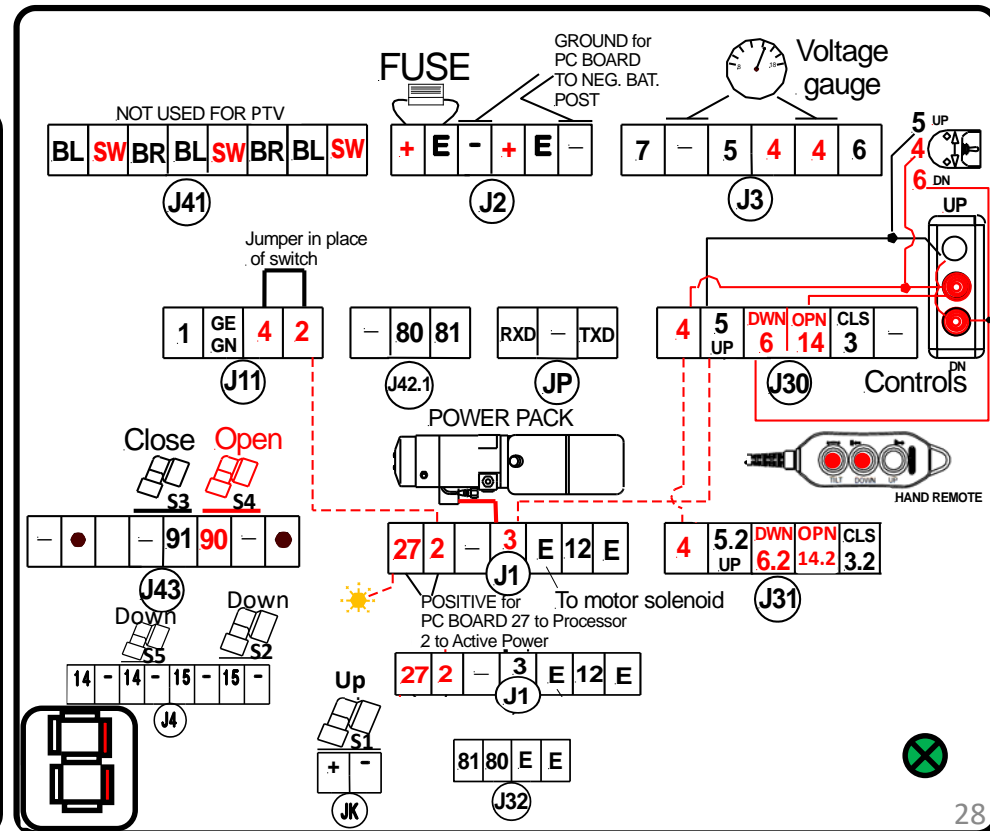 FUSE
GROUND for
PC BOARD
TO NEG. BAT.
POST
Voltage
gauge
NOT USED FOR PTV
BL SW BR BL SW BR BL SW
J41
+ E - + E -
J2
7 - 5 4 4 6
J3
5 UP
4
6 DN
UP
DN
Controls
Jumper in place
of switch
1 GE GN 4 2
J11
- 80 81
J42.1
RXD - TXD
JP
4 5 UP DWN 6 OPN 14 CLS 3 -
J30
POWER PACK
TILT DOWN UP
HAND REMOTE
Close Open
S3 S4
- - - 91 90 -
J43
27 2 - 3 E 12 E
J1
4 5.2 UP DWN 6.2 OPN 14.2 CLS 3.2
J31
POSITIVE for
PC BOARD 27 to Processor
2 to Active Power
To motor solenoid
Down Down
S5 S2
14 - 14 - 15 - 15 -
J4
27 2 - 3 E 12 E
J1
Up
S1
+ -
JK
81 80 E E
J32
28